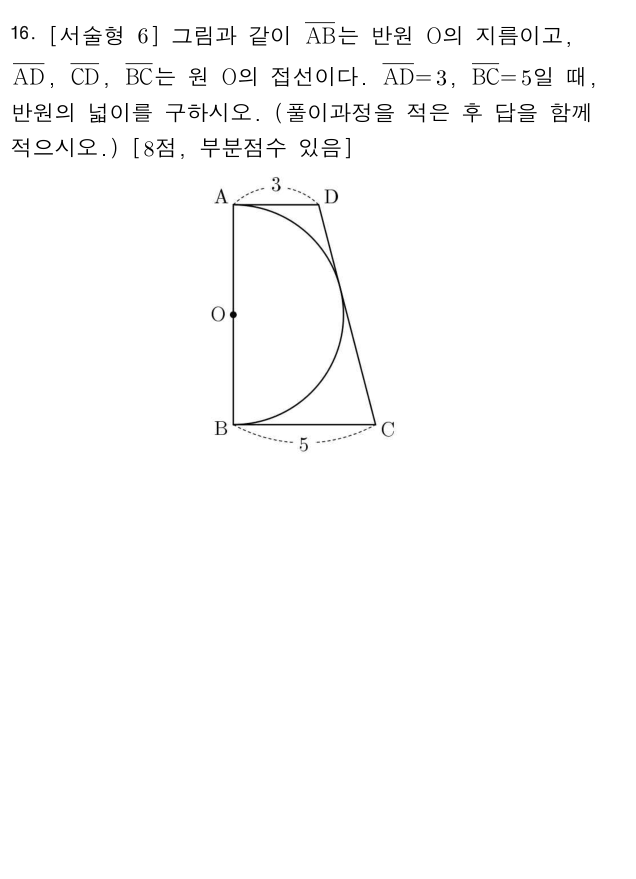 16. [서술형 6] 그림과 같이 AB는 반원 O의 지름이고,
AD, CD, BC는 원 O의 접선이다. AD=3, BC=5일 때,
반원의 넓이를 구하시오. (풀이과정을 적은 후 답을 함께
적으시오.) [8점, 부분점수 있음]
3
A D
O
B C
5